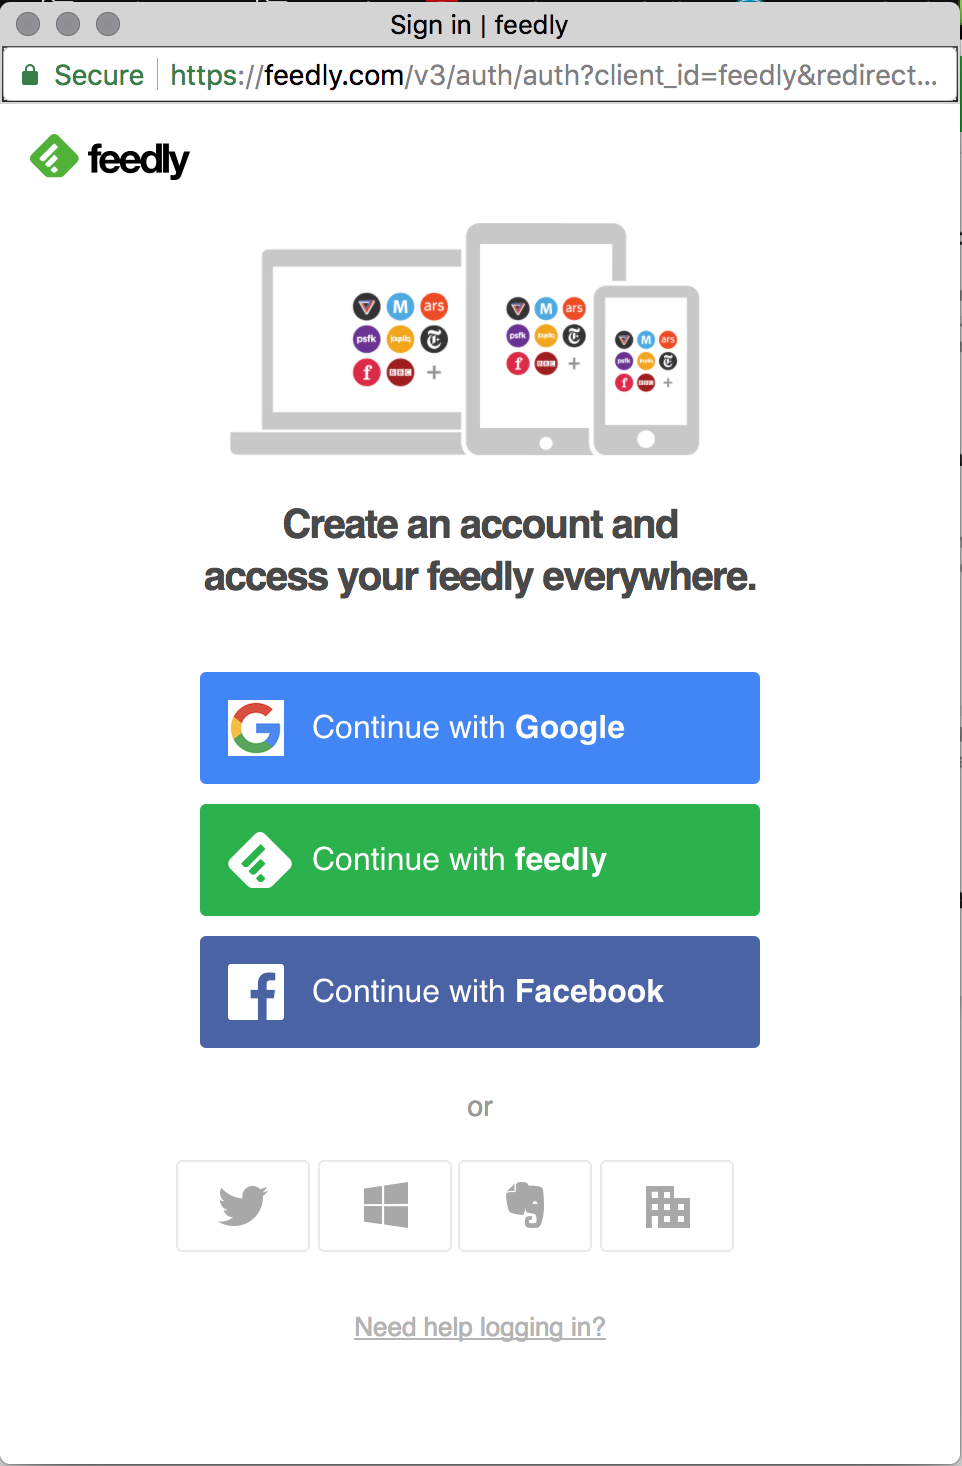 Sign in | feedly
Secure | https://feedly.com/v3/auth/auth?client_id=feedly&redirect...
feedly
M ars
psfk
f BBC +
M ars
psfk
f BBC +
M ars
psfk
f BBC +
Create an account and
access your feedly everywhere.
Continue with Google
Continue with feedly
Continue with Facebook
or
Need help logging in?